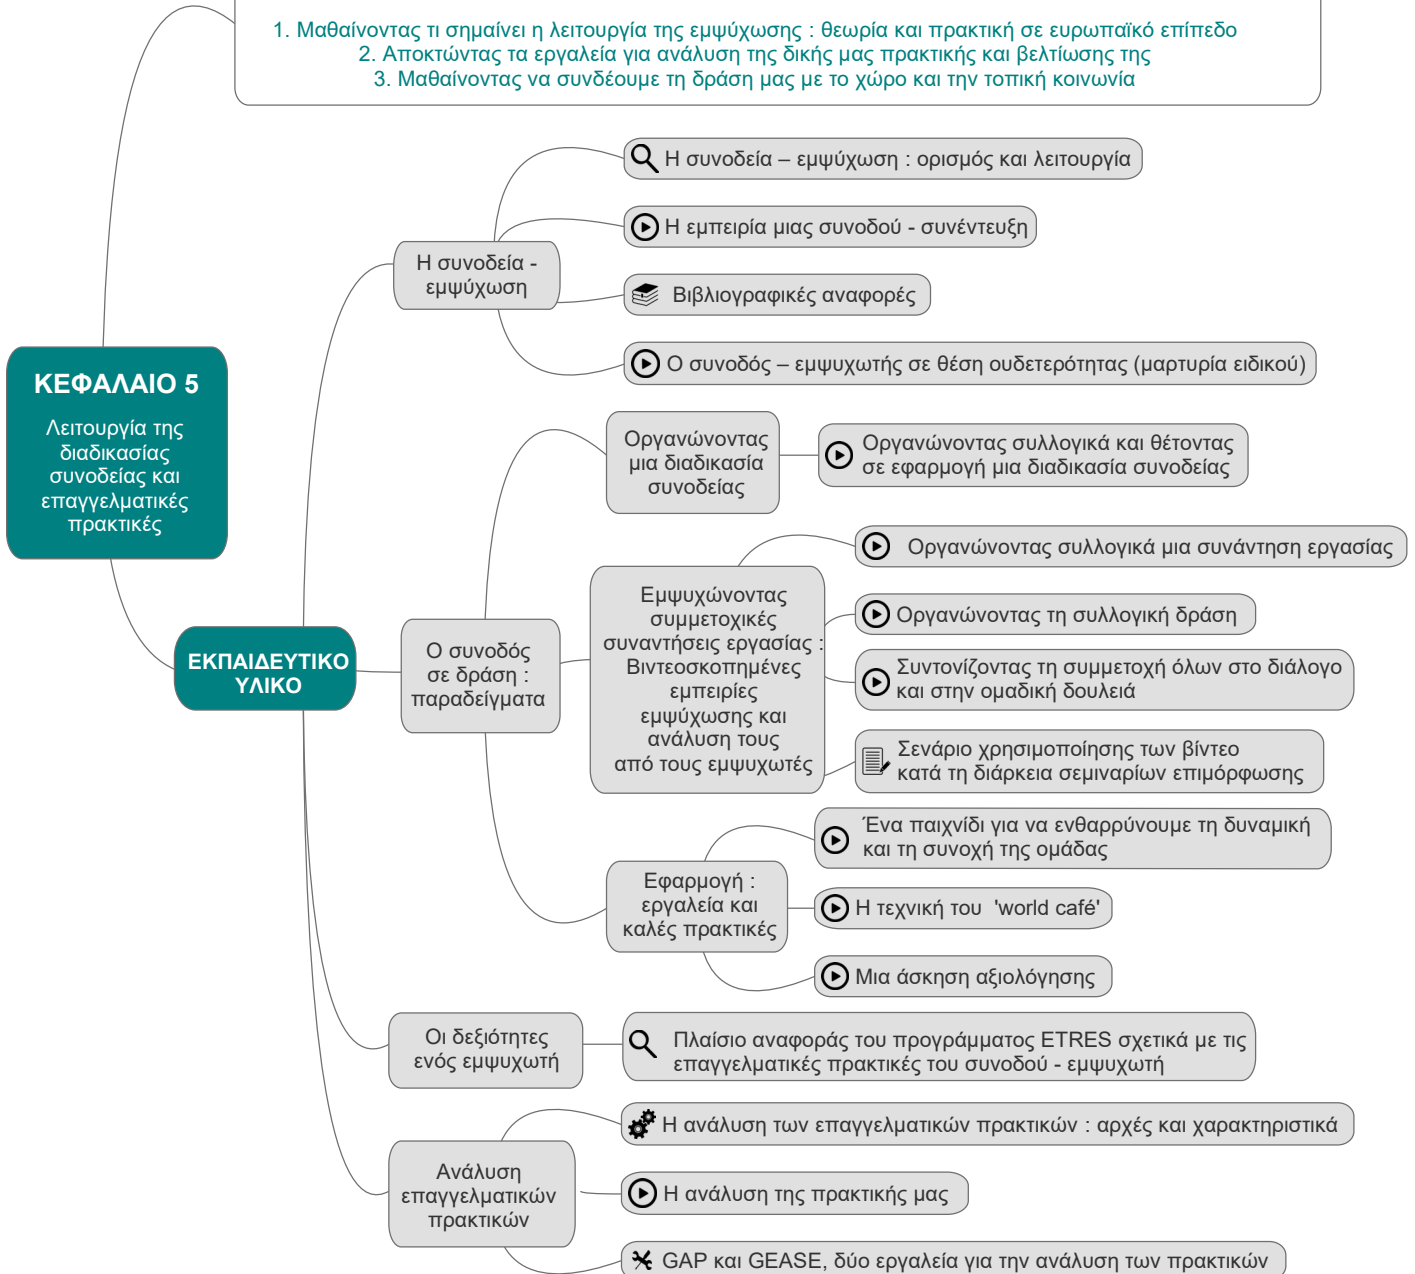 1. Μαθαίνοντας τι σημαίνει η λειτουργία της εμψύχωσης : θεωρία και πρακτική σε ευρωπαϊκό επίπεδο
2. Αποκτώντας τα εργαλεία για ανάλυση της δικής μας πρακτικής και βελτίωσης της
3. Μαθαίνοντας να συνδέουμε τη δράση μας με το χώρο και την τοπική κοινωνία
ΚΕΦΑΛΑΙΟ 5
Λειτουργία της
διαδικασίας
συνοδείας και
επαγγελματικές
πρακτικές
ΕΚΠΑΙΔΕΥΤΙΚΟ
ΥΛΙΚΟ
Η συνοδεία -
εμψύχωση
Η συνοδεία – εμψύχωση : ορισμός και λειτουργία
Η εμπειρία μιας συνοδού - συνέντευξη
Βιβλιογραφικές αναφορές
Ο συνοδός – εμψυχωτής σε θέση ουδετερότητας (μαρτυρία ειδικού)
Ο συνοδός
σε δράση :
παραδείγματα
Οργανώνοντας
μια διαδικασία
συνοδείας
Οργανώνοντας συλλογικά και θέτοντας
σε εφαρμογή μια διαδικασία συνοδείας
Εμψυχώνοντας
συμμετοχικές
συναντήσεις εργασίας :
Βιντεοσκοπημένες
εμπειρίες
εμψύχωσης και
ανάλυση τους
από τους εμψυχωτές
Οργανώνοντας συλλογικά μια συνάντηση εργασίας
Οργανώνοντας τη συλλογική δράση
Συντονίζοντας τη συμμετοχή όλων στο διάλογο
και στην ομαδική δουλειά
Σενάριο χρησιμοποίησης των βίντεο
κατά τη διάρκεια σεμιναρίων επιμόρφωσης
Εφαρμογή :
εργαλεία και
καλές πρακτικές
Ένα παιχνίδι για να ενθαρρύνουμε τη δυναμική
και τη συνοχή της ομάδας
Η τεχνική του 'world café'
Μια άσκηση αξιολόγησης
Οι δεξιότητες
ενός εμψυχωτή
Πλαίσιο αναφοράς του προγράμματος ETRES σχετικά με τις
επαγγελματικές πρακτικές του συνοδού - εμψυχωτή
Ανάλυση
επαγγελματικών
πρακτικών
Η ανάλυση των επαγγελματικών πρακτικών : αρχές και χαρακτηριστικά
Η ανάλυση της πρακτικής μας
GAP και GEASE, δύο εργαλεία για την ανάλυση των πρακτικών